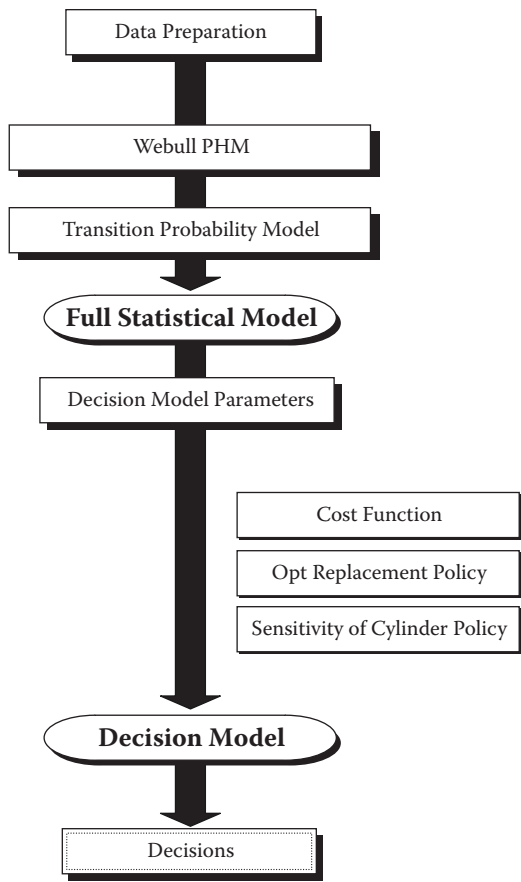 Data Preparation
Webull PHM
Transition Probability Model
Full Statistical Model
Decision Model Parameters
Cost Function
Opt Replacement Policy
Sensitivity of Cylinder Policy
Decision Model
Decisions